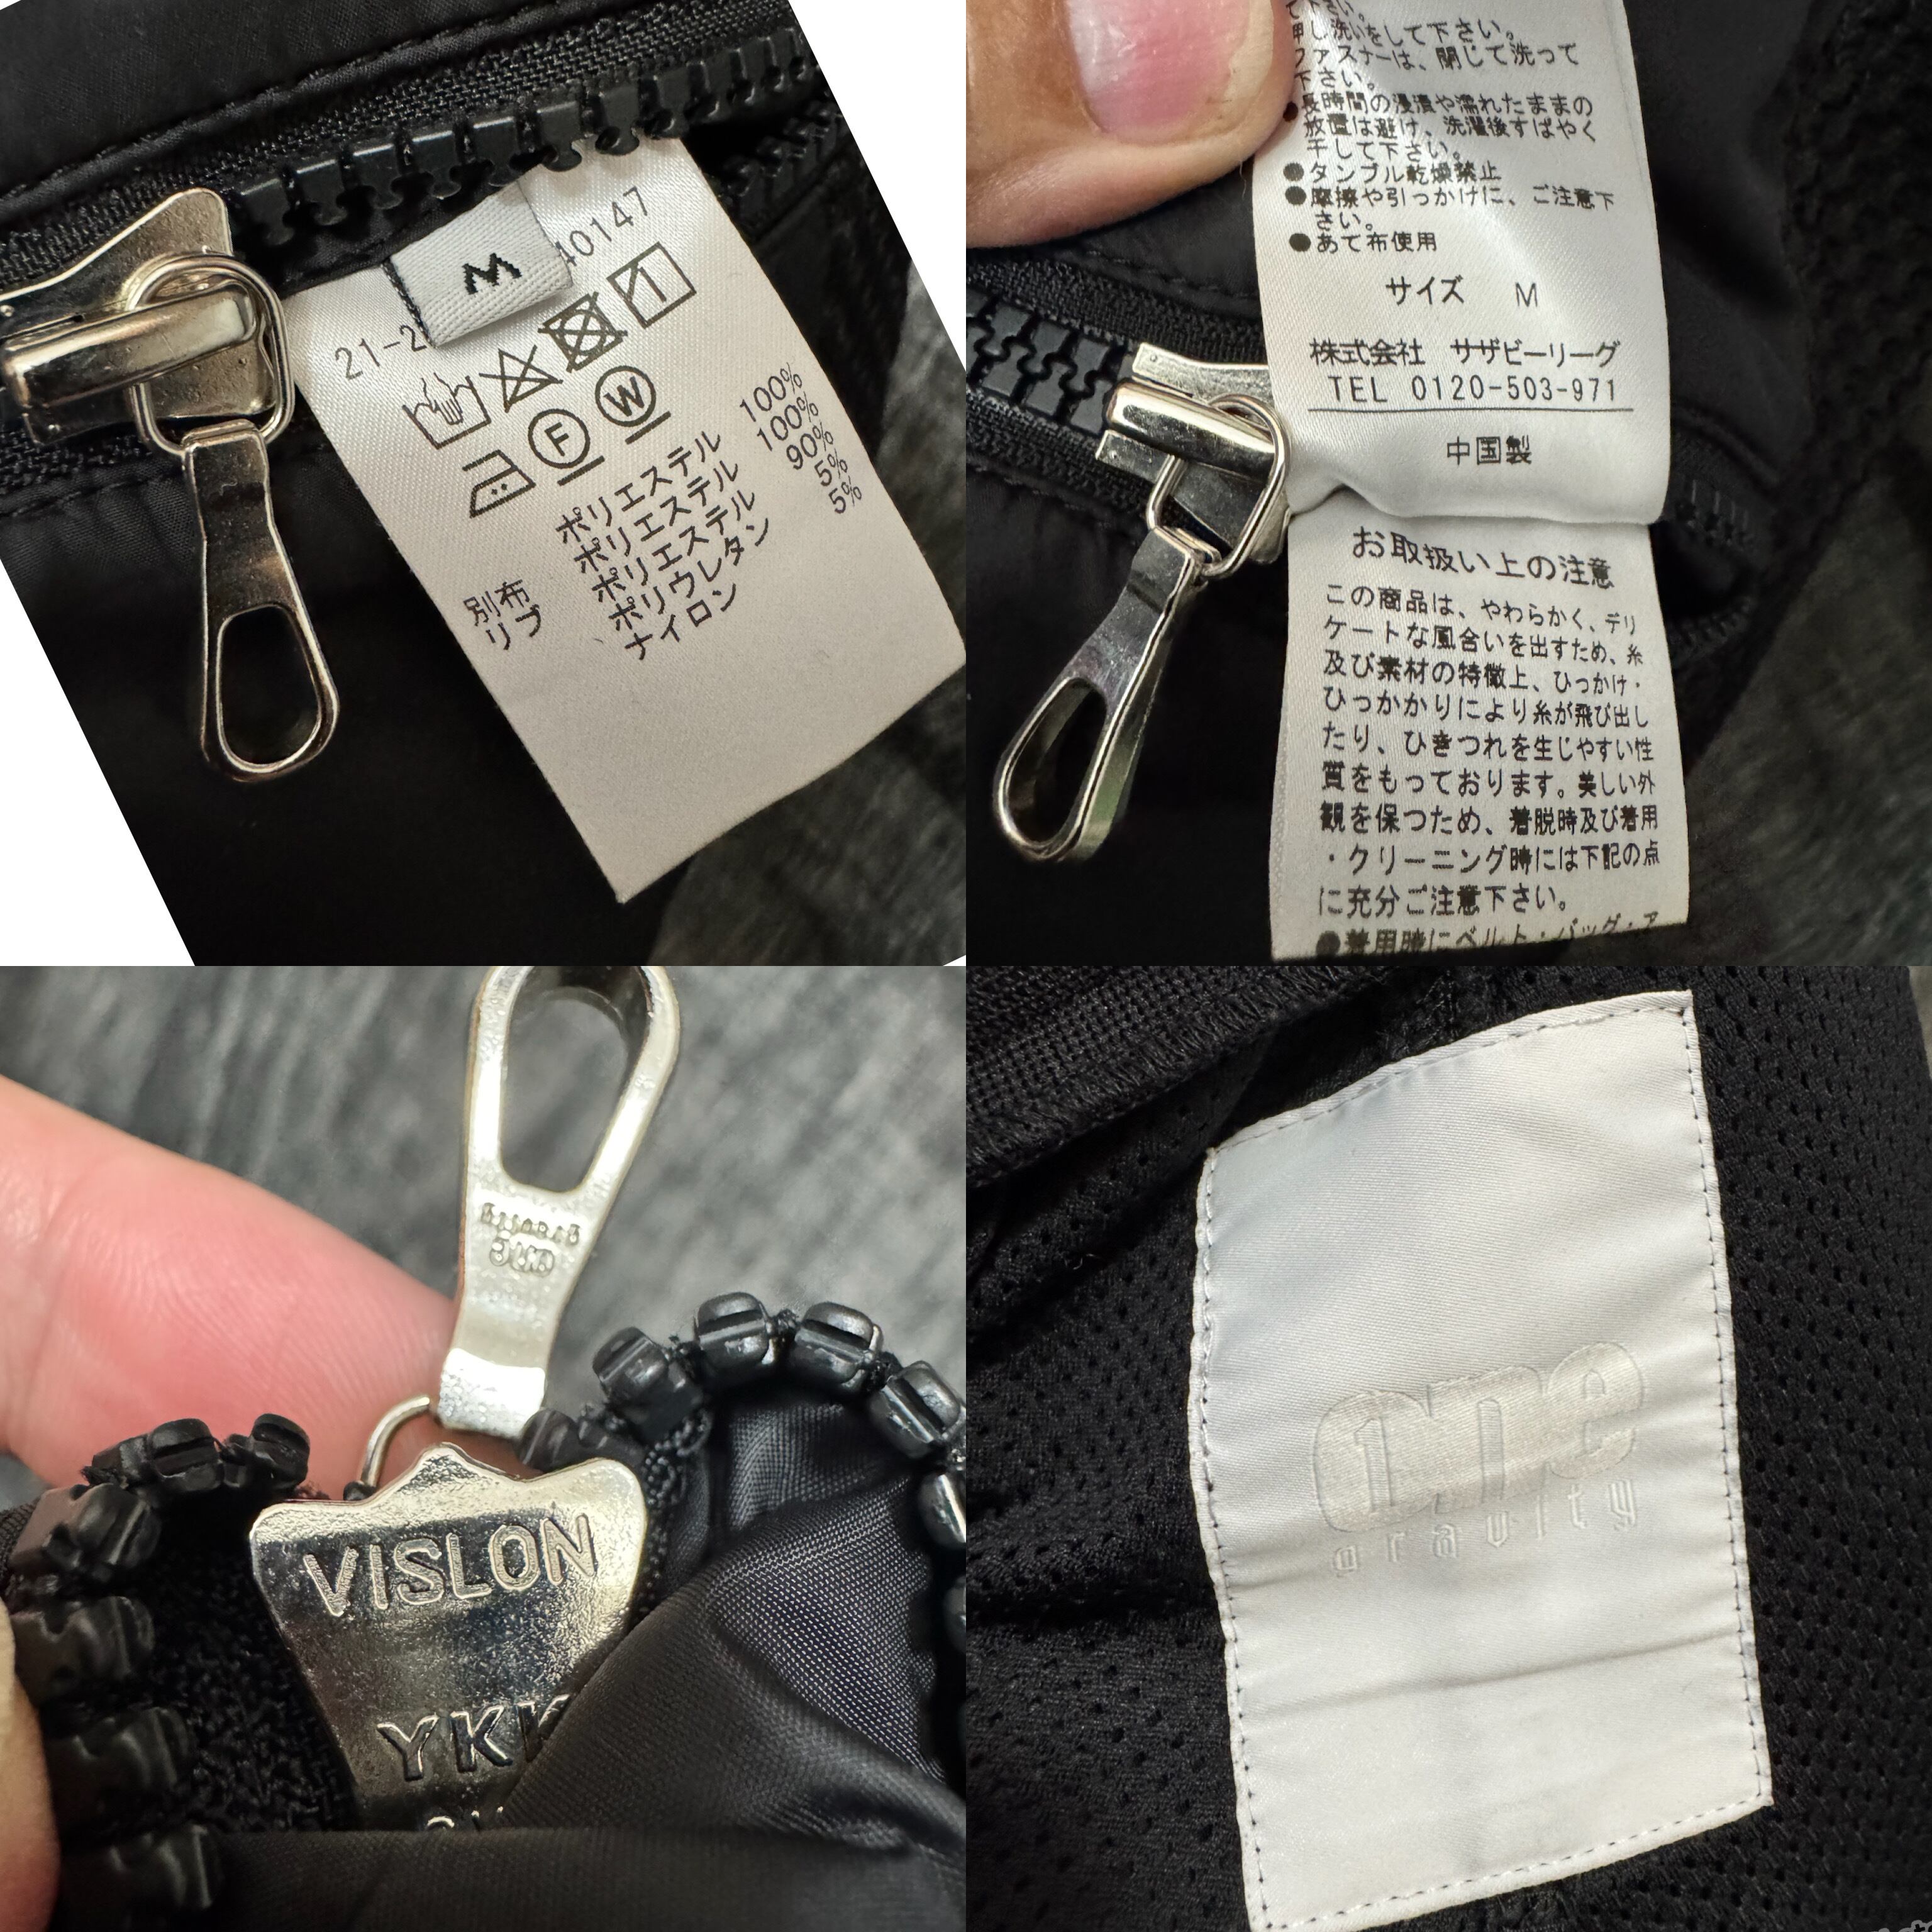 M
40147
21-2
F
W
ポリエステル 100%
ポリエステル 100%
別布 ポリエステル 90%
リブ ポリウレタン 5%
ナイロン 5%
押し洗いをして下さい。
ファスナーは、閉じて洗って
下さい。
●長時間の浸漬や濡れたままの
放置は避け、洗濯後すばやく
干して下さい。
●タンブル乾燥禁止
●摩擦や引っかけに、ご注意下
さい。
●あて布使用
サイズ M
株式会社 サザビーリーグ
TEL 0120-503-971
中国製
お取扱い上の注意
この商品は、やわらかく、デリ
ケートな風合いを出すため、糸
及び素材の特徴上、ひっかけ・
ひっかかりにより糸が飛び出し
たり、ひきつれを生じやすい性
質をもっております。美しい外
観を保つため、着脱時及び着用
・クリーニング時には下記の点
に充分ご注意下さい。
●着用時にベルト・バッグ・ア
VISLON
YKK
one
gravity